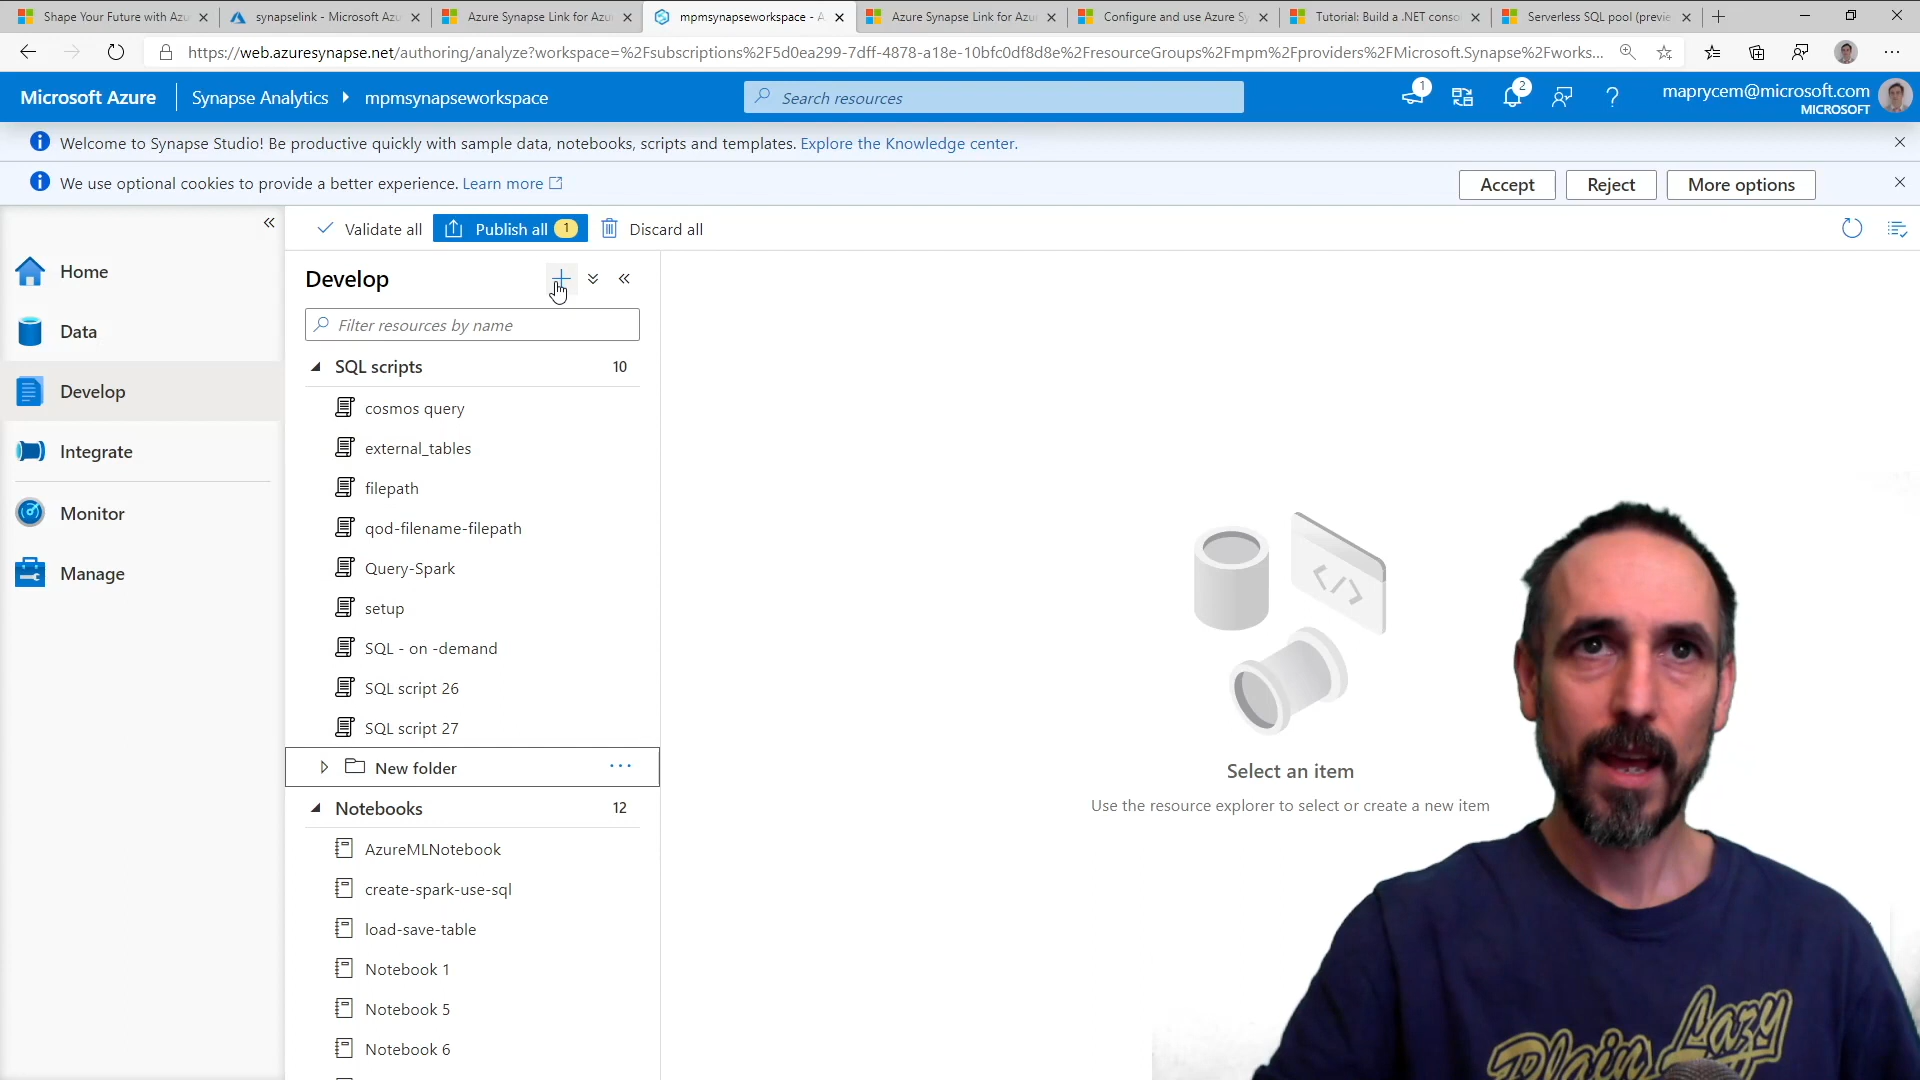 Shape Your Future with Azu
synapselink - Microsoft Azu
Azure Synapse Link for Azu
mpmsynapseworkspace - A
Azure Synapse Link for Azu
Configure and use Azure Sy
Tutorial: Build a .NET conso
Serverless SQL pool (previe
https://web.azuresynapse.net/authoring/analyze?workspace=%2Fsubscriptions%2F5d0ea299-7dff-4878-a18e-10bfc0df8d8e%2FresourceGroups%2Fmpm%2Fproviders%2FMicrosoft.Synapse%2Fworks...
Microsoft Azure
Synapse Analytics
mpmsynapseworkspace
Search resources
1
2
maprycem@microsoft.com
MICROSOFT
Welcome to Synapse Studio! Be productive quickly with sample data, notebooks, scripts and templates. Explore the Knowledge center.
We use optional cookies to provide a better experience. Learn more
Accept
Reject
More options
Validate all
Publish all 1
Discard all
Home
Data
Develop
Integrate
Monitor
Manage
Develop
Filter resources by name
SQL scripts 10
cosmos query
external_tables
filepath
qod-filename-filepath
Query-Spark
setup
SQL - on -demand
SQL script 26
SQL script 27
New folder
Notebooks 12
AzureMLNotebook
create-spark-use-sql
load-save-table
Notebook 1
Notebook 5
Notebook 6
Select an item
Use the resource explorer to select or create a new item
Plain Lazy